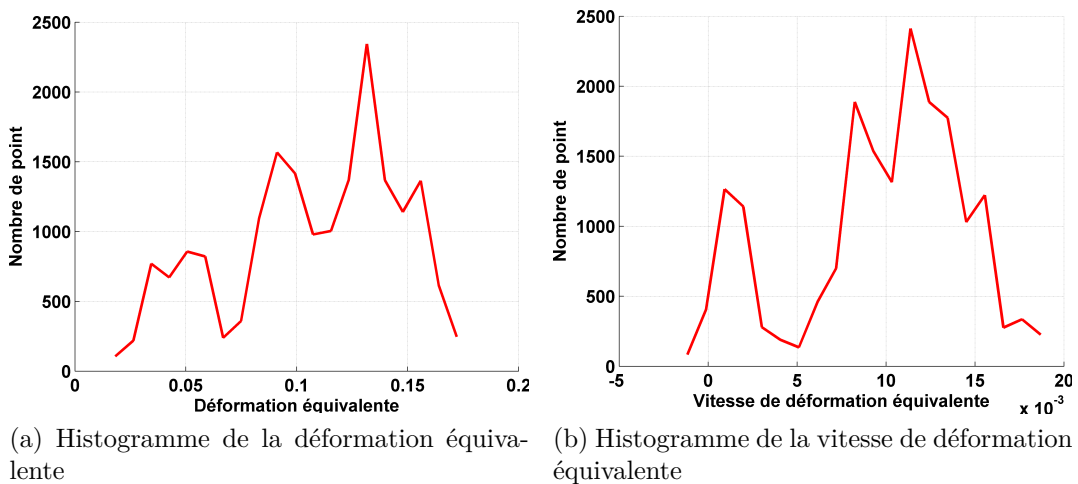 2500
2000
1500
1000
500
0
Nombre de point
0
0.05
0.1
0.15
0.2
Déformation équivalente
(a) Histogramme de la déformation équiva-
lente
2500
2000
1500
1000
500
0
Nombre de point
-5
0
5
10
15
20
Vitesse de déformation équivalente
x 10-3
(b) Histogramme de la vitesse de déformation
équivalente